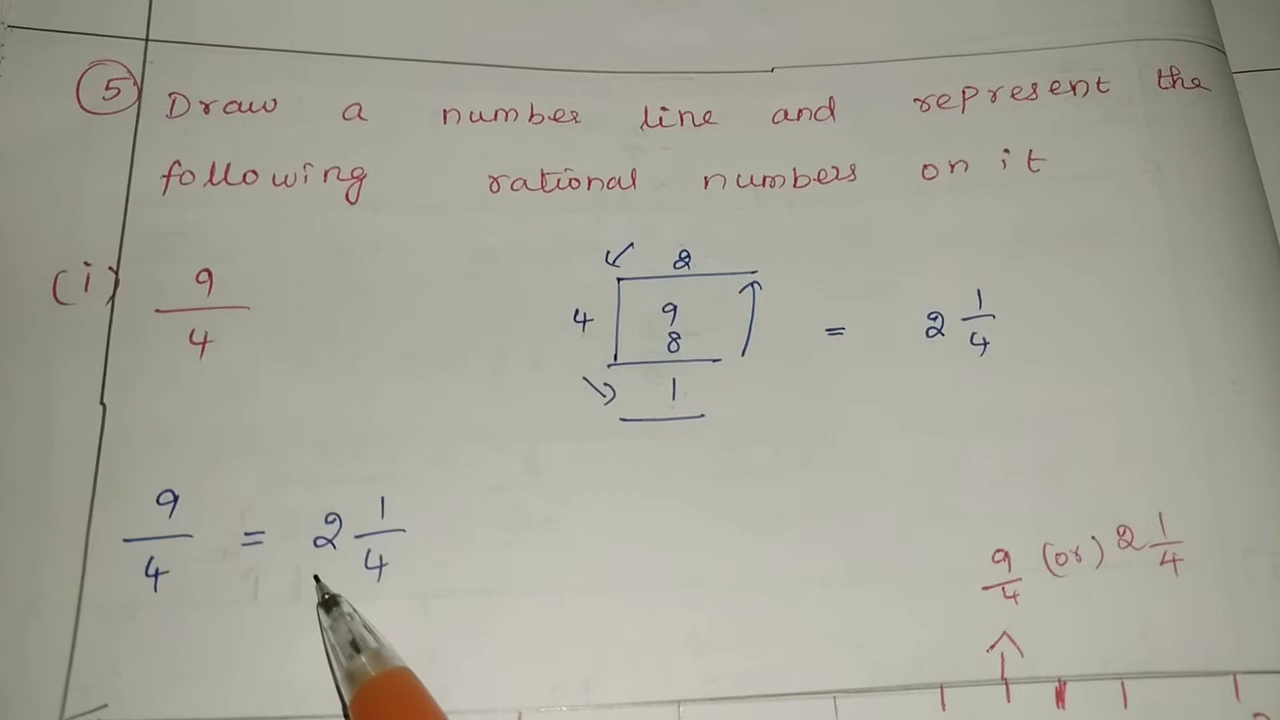 5 Draw a number line and represent the
following rational numbers on it
(i) 9/4
2
4 9 = 2 1/4
8
1
9/4 = 2 1/4
9/4 (or) 2 1/4